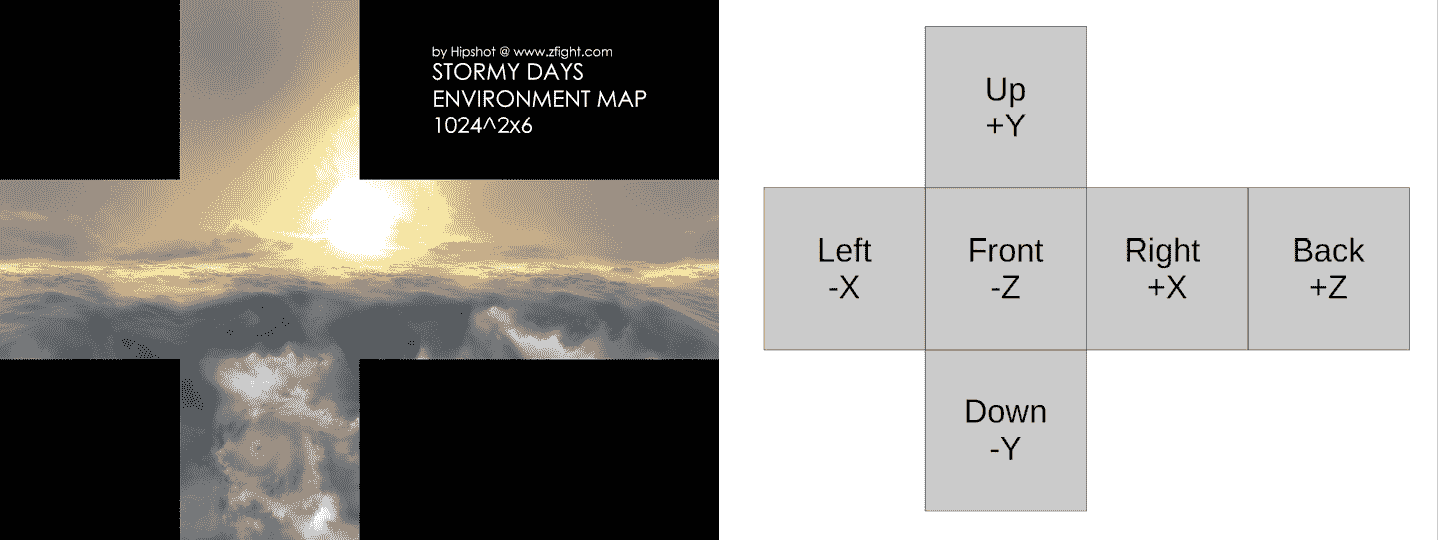 by Hipshot @ www.zfight.com
STORMY DAYS
ENVIRONMENT MAP
1024^2x6
Up
+Y
Left
-X
Front
-Z
Right
+X
Back
+Z
Down
-Y